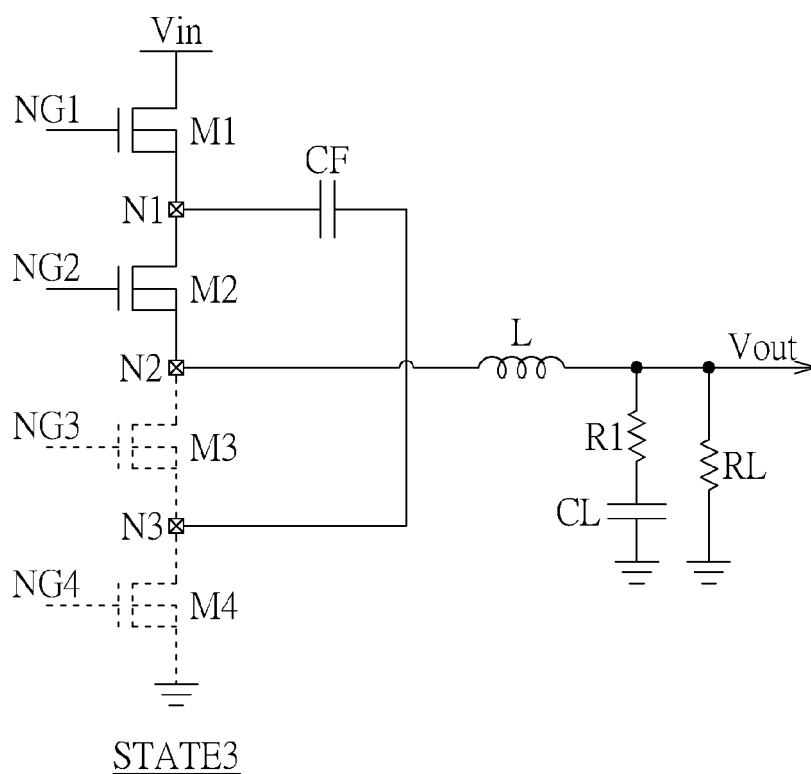 Vin
NG1
M1
CF
N1
NG2
M2
L
Vout
N2
NG3
M3
R1
RL
N3
CL
NG4
M4
STATE3